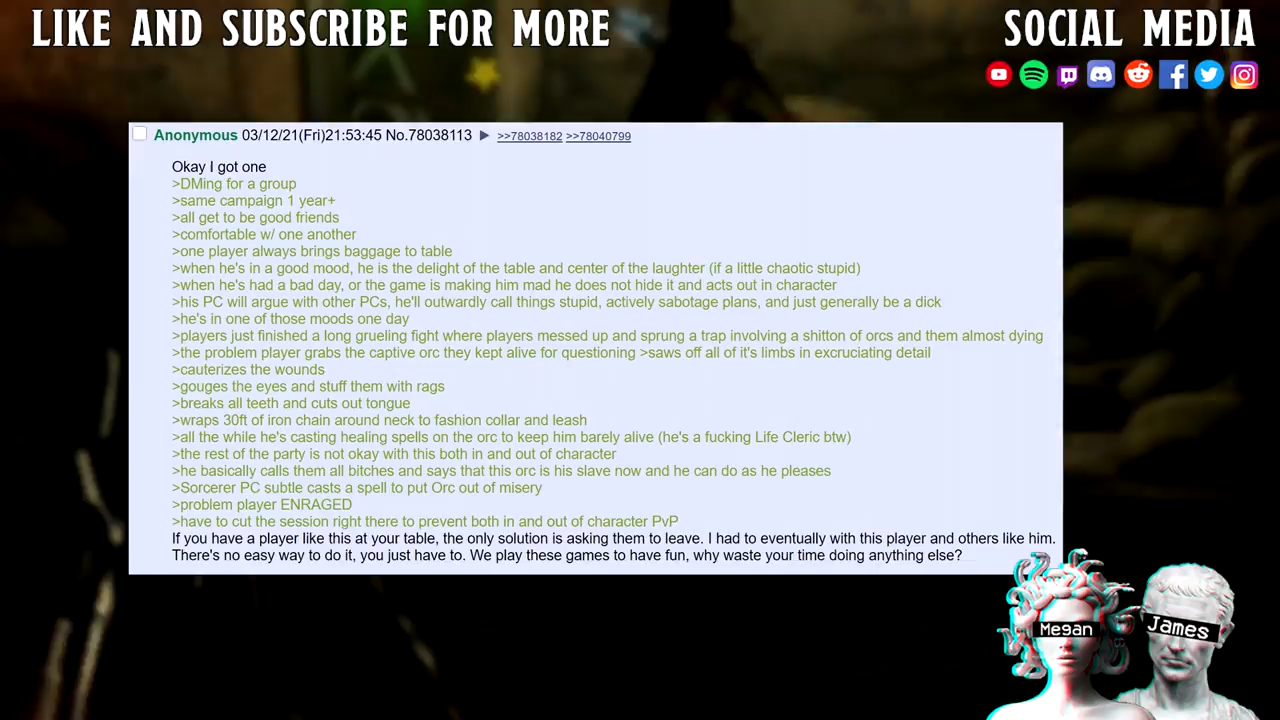 LIKE AND SUBSCRIBE FOR MORE
SOCIAL MEDIA
Anonymous 03/12/21(Fri)21:53:45 No.78038113 ▶ >>78038182 >>78040799
Okay I got one
>DMing for a group
>same campaign 1 year+
>all get to be good friends
>comfortable w/ one another
>one player always brings baggage to table
>when he's in a good mood, he is the delight of the table and center of the laughter (if a little chaotic stupid)
>when he's had a bad day, or the game is making him mad he does not hide it and acts out in character
>his PC will argue with other PCs, he'll outwardly call things stupid, actively sabotage plans, and just generally be a dick
>he's in one of those moods one day
>players just finished a long grueling fight where players messed up and sprung a trap involving a shitton of orcs and them almost dying
>the problem player grabs the captive orc they kept alive for questioning >saws off all of it's limbs in excruciating detail
>cauterizes the wounds
>gouges the eyes and stuff them with rags
>breaks all teeth and cuts out tongue
>wraps 30ft of iron chain around neck to fashion collar and leash
>all the while he's casting healing spells on the orc to keep him barely alive (he's a fucking Life Cleric btw)
>the rest of the party is not okay with this both in and out of character
>he basically calls them all bitches and says that this orc is his slave now and he can do as he pleases
>Sorcerer PC subtle casts a spell to put Orc out of misery
>problem player ENRAGED
>have to cut the session right there to prevent both in and out of character PvP
If you have a player like this at your table, the only solution is asking them to leave. I had to eventually with this player and others like him.
There's no easy way to do it, you just have to. We play these games to have fun, why waste your time doing anything else?
Megan
James